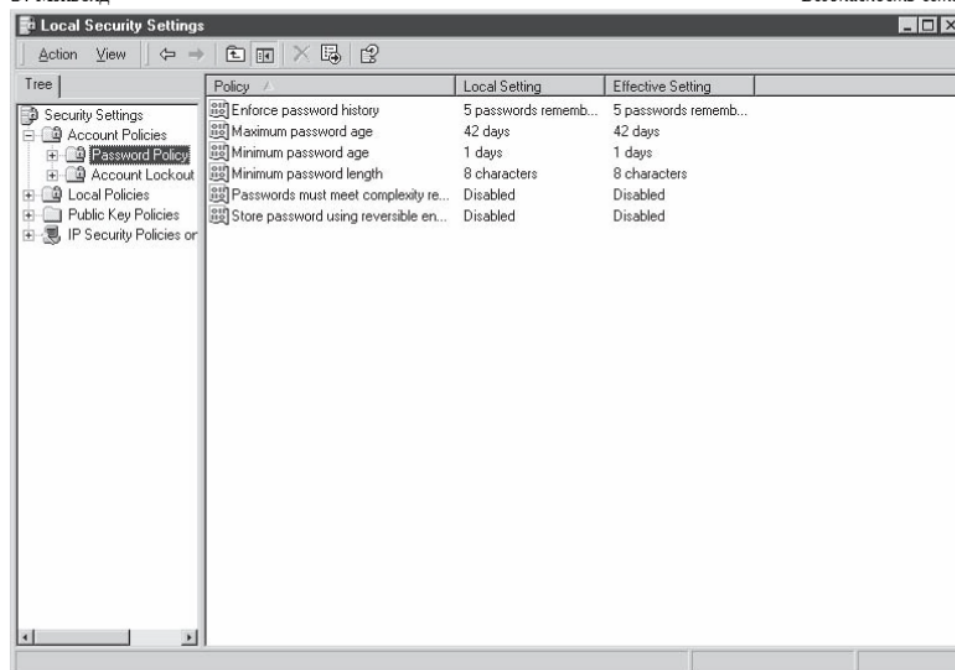 Local Security Settings
Action View
Tree
Policy Local Setting Effective Setting
Security Settings
Account Policies
Password Policy
Account Lockout
Local Policies
Public Key Policies
IP Security Policies or
Enforce password history 5 passwords rememb... 5 passwords rememb...
Maximum password age 42 days 42 days
Minimum password age 1 days 1 days
Minimum password length 8 characters 8 characters
Passwords must meet complexity re... Disabled Disabled
Store password using reversible en... Disabled Disabled